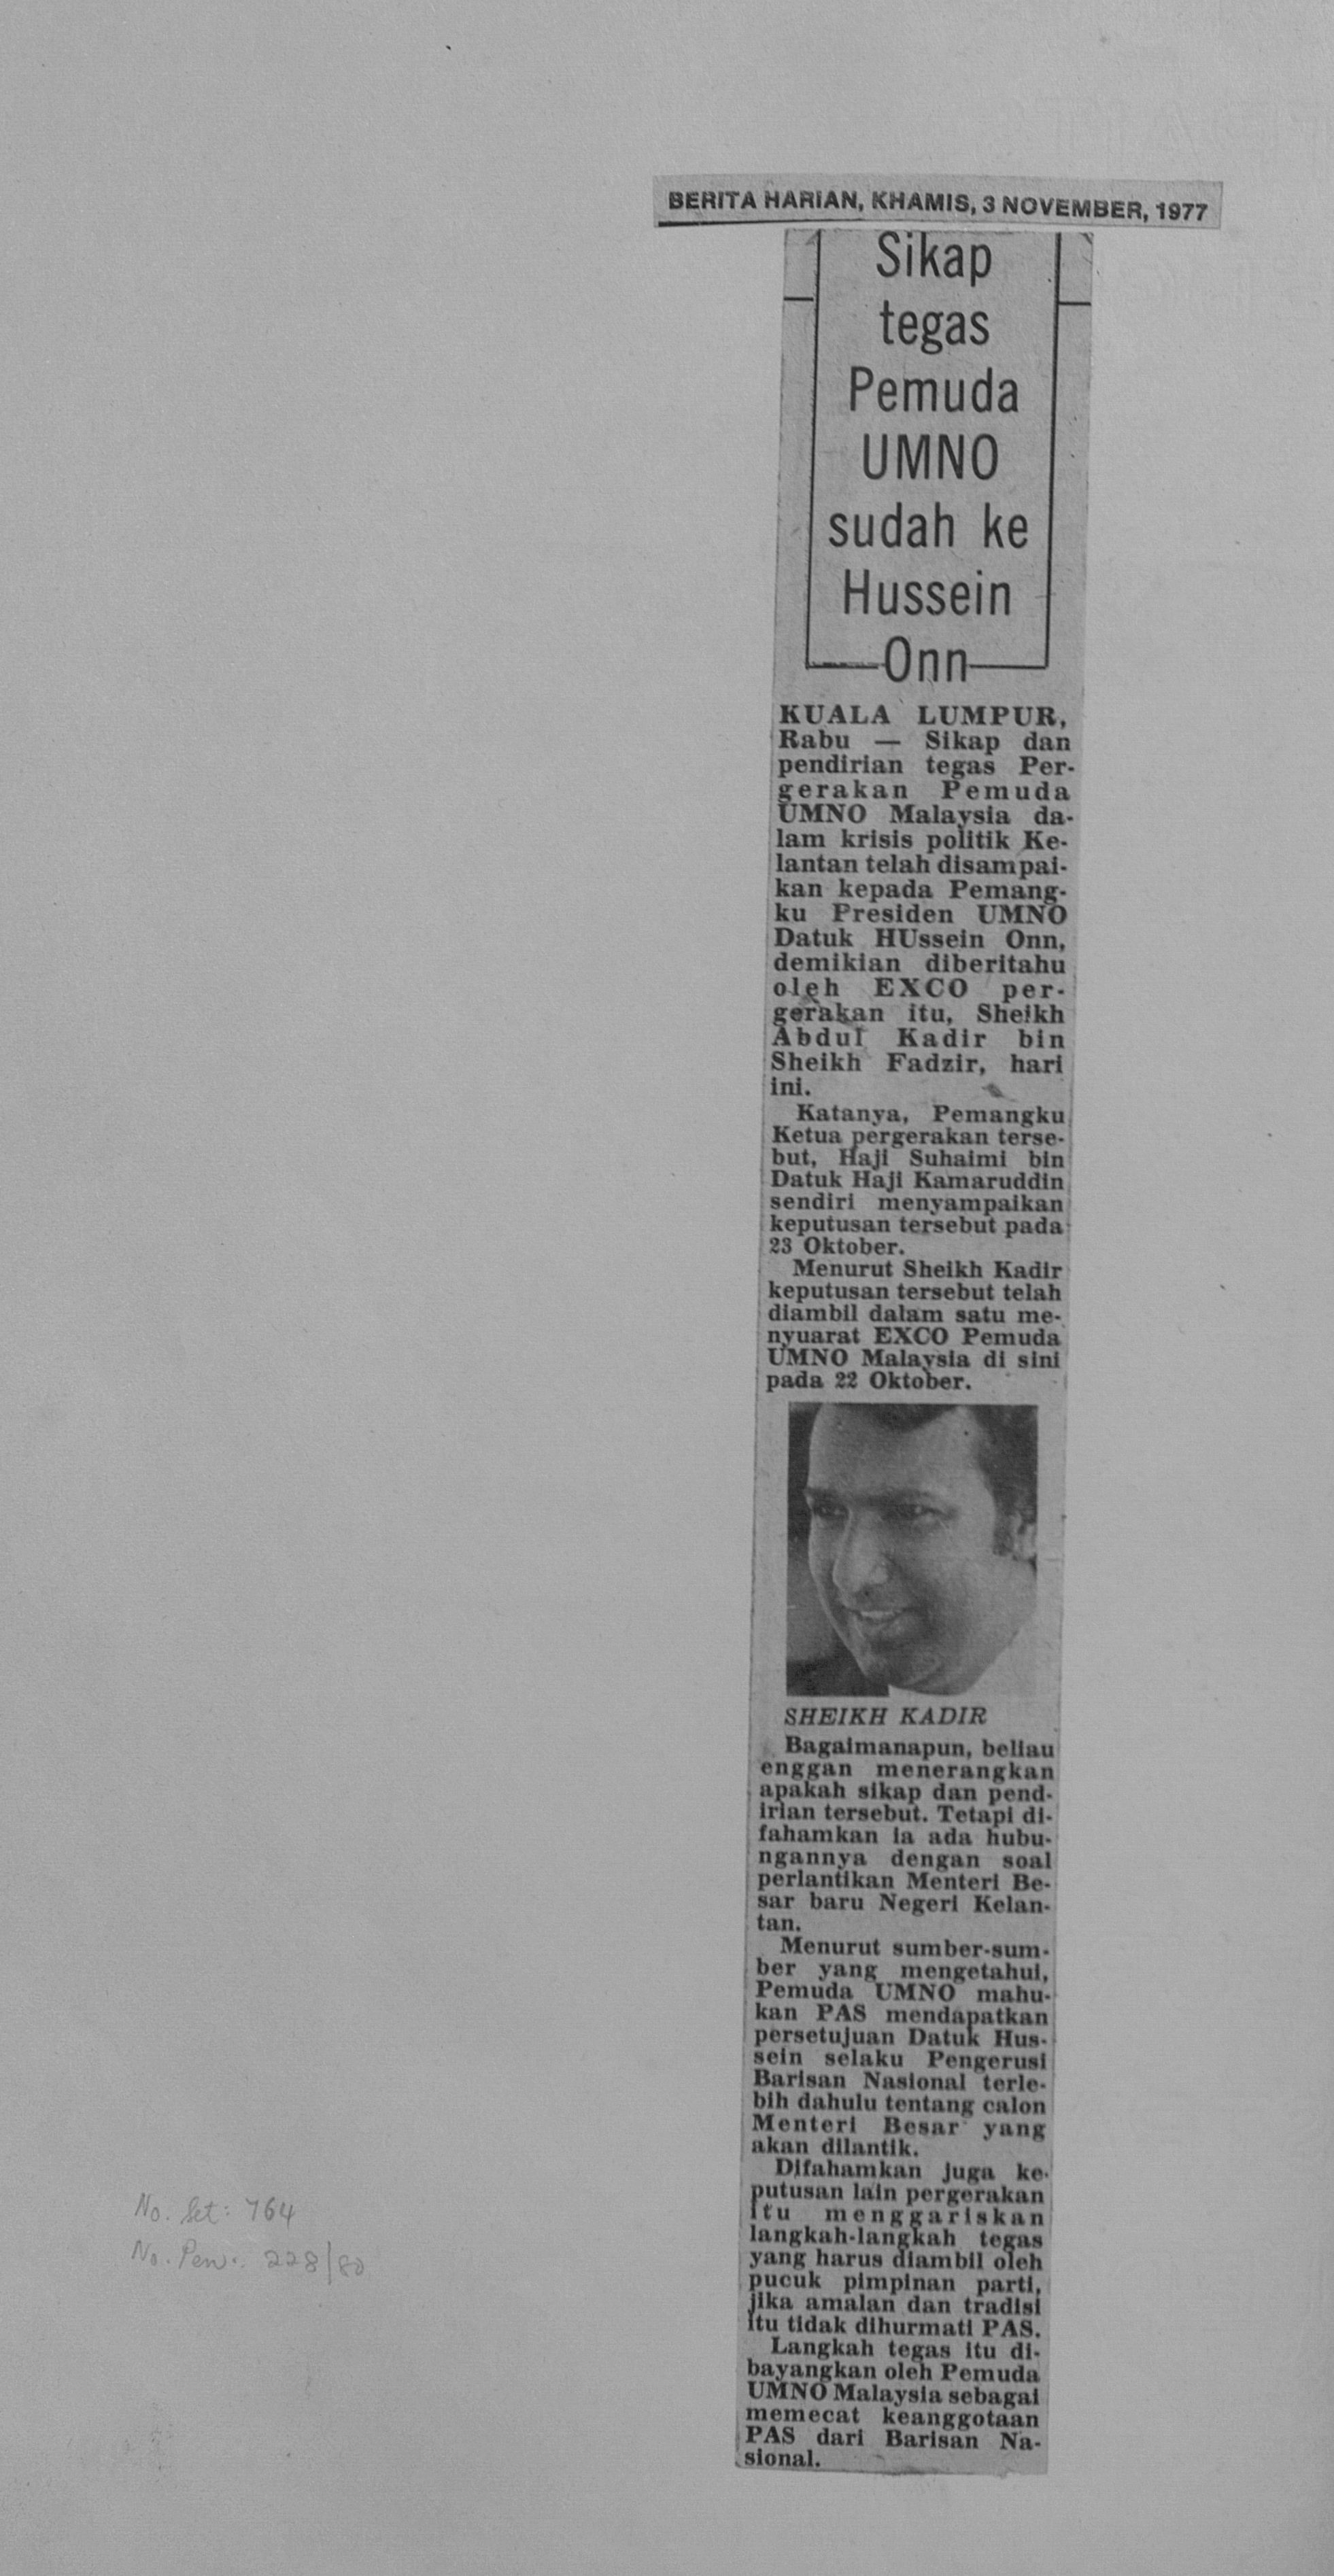 BERITA HARIAN, KHAMIS, 3 NOVEMBER, 1977
Sikap
tegas
Pemuda
UMNO
sudah ke
Hussein
Onn
KUALA LUMPUR,
Rabu — Sikap dan
pendirian tegas Per-
gerakan Pemuda
UMNO Malaysia da-
lam krisis politik Ke-
lantan telah disampai-
kan kepada Pemang-
ku Presiden UMNO
Datuk HUssein Onn,
demikian diberitahu
oleh EXCO per-
gerakan itu, Sheikh
Abdul Kadir bin
Sheikh Fadzir, hari
ini.
Katanya, Pemangku
Ketua pergerakan terse-
but, Haji Suhaimi bin
Datuk Haji Kamaruddin
sendiri menyampaikan
keputusan tersebut pada
23 Oktober.
Menurut Sheikh Kadir
keputusan tersebut telah
diambil dalam satu me-
nyuarat EXCO Pemuda
UMNO Malaysia di sini
pada 22 Oktober.
SHEIKH KADIR
Bagaimanapun, beliau
enggan menerangkan
apakah sikap dan pend-
irian tersebut. Tetapi di-
fahamkan ia ada hubu-
ngannya dengan soal
perlantikan Menteri Be-
sar baru Negeri Kelan-
tan.
Menurut sumber-sum-
ber yang mengetahui,
Pemuda UMNO mahu-
kan PAS mendapatkan
persetujuan Datuk Hus-
sein selaku Pengerusi
Barisan Nasional terle-
bih dahulu tentang calon
Menteri Besar yang
akan dilantik.
Difahamkan juga ke-
putusan lain pergerakan
itu menggariskan
langkah-langkah tegas
yang harus diambil oleh
pucuk pimpinan parti,
jika amalan dan tradisi
itu tidak dihurmati PAS.
Langkah tegas itu di-
bayangkan oleh Pemuda
UMNO Malaysia sebagai
memecat keanggotaan
PAS dari Barisan Na-
sional.
No. Set: 764
No. Pen: 228/80